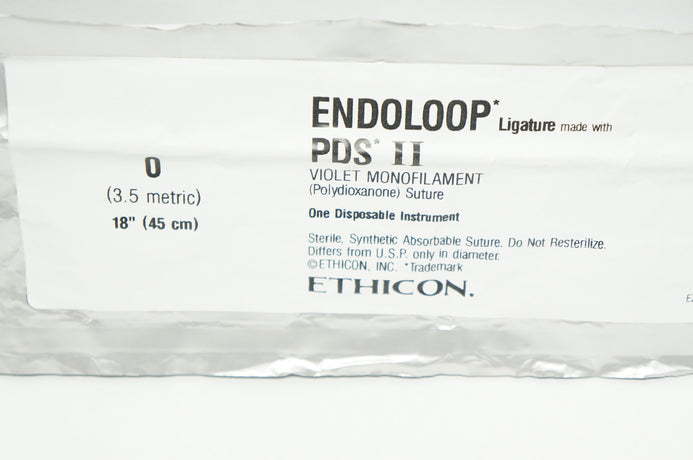 0
(3.5 metric)
18" (45 cm)
ENDOLOOP* Ligature made with
PDS* II
VIOLET MONOFILAMENT
(Polydioxanone) Suture
One Disposable Instrument
Sterile, Synthetic Absorbable Suture. Do Not Resterilize.
Differs from U.S.P. only in diameter.
©ETHICON, INC. *Trademark
ETHICON.